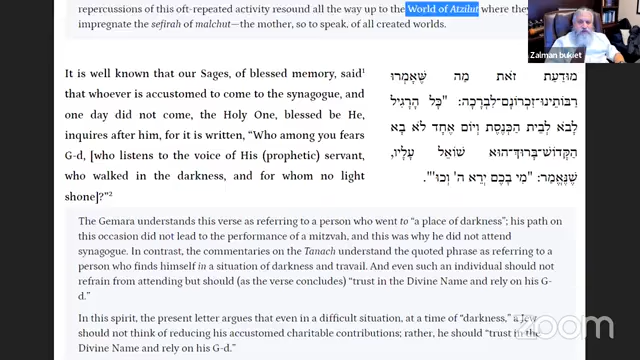 repercussions of this oft-repeated activity resound all the way up to the World of Atzilut where they
impregnate the sefirah of malchut—the mother, so to speak, of all created worlds.
Zalman bukiet
It is well known that our Sages, of blessed memory, said¹
that whoever is accustomed to come to the synagogue, and
one day did not come, the Holy One, blessed be He,
inquires after him, for it is written, “Who among you fears
G-d, [who listens to the voice of His (prophetic) servant,
who walked in the darkness, and for whom no light
shone]?”²
מוּדַעַת זֹאת מַה שֶּׁאָמְרוּ
רַבּוֹתֵינוּ־זִכְרוֹנָם־לִבְרָכָה: "כָּל הָרָגִיל
לָבֹא לְבֵית הַכְּנֶסֶת וְיוֹם אֶחָד לֹא בָּא
הַקָּדוֹשׁ־בָּרוּךְ־הוּא שׁוֹאֵל עָלָיו,
שֶׁנֶּאֱמַר: "מִי בָכֶם יְרֵא ה' וְכוּ'".
The Gemara understands this verse as referring to a person who went to “a place of darkness”; his path on
this occasion did not lead to the performance of a mitzvah, and this was why he did not attend
synagogue. In contrast, the commentaries on the Tanach understand the quoted phrase as referring to a
person who finds himself in a situation of darkness and travail. And even such an individual should not
refrain from attending but should (as the verse concludes) “trust in the Divine Name and rely on his G-
d.”
In this spirit, the present letter argues that even in a difficult situation, at a time of “darkness,” a Jew
should not think of reducing his accustomed charitable contributions; rather, he should “trust in the
Divine Name and rely on his G-d.”
zoom